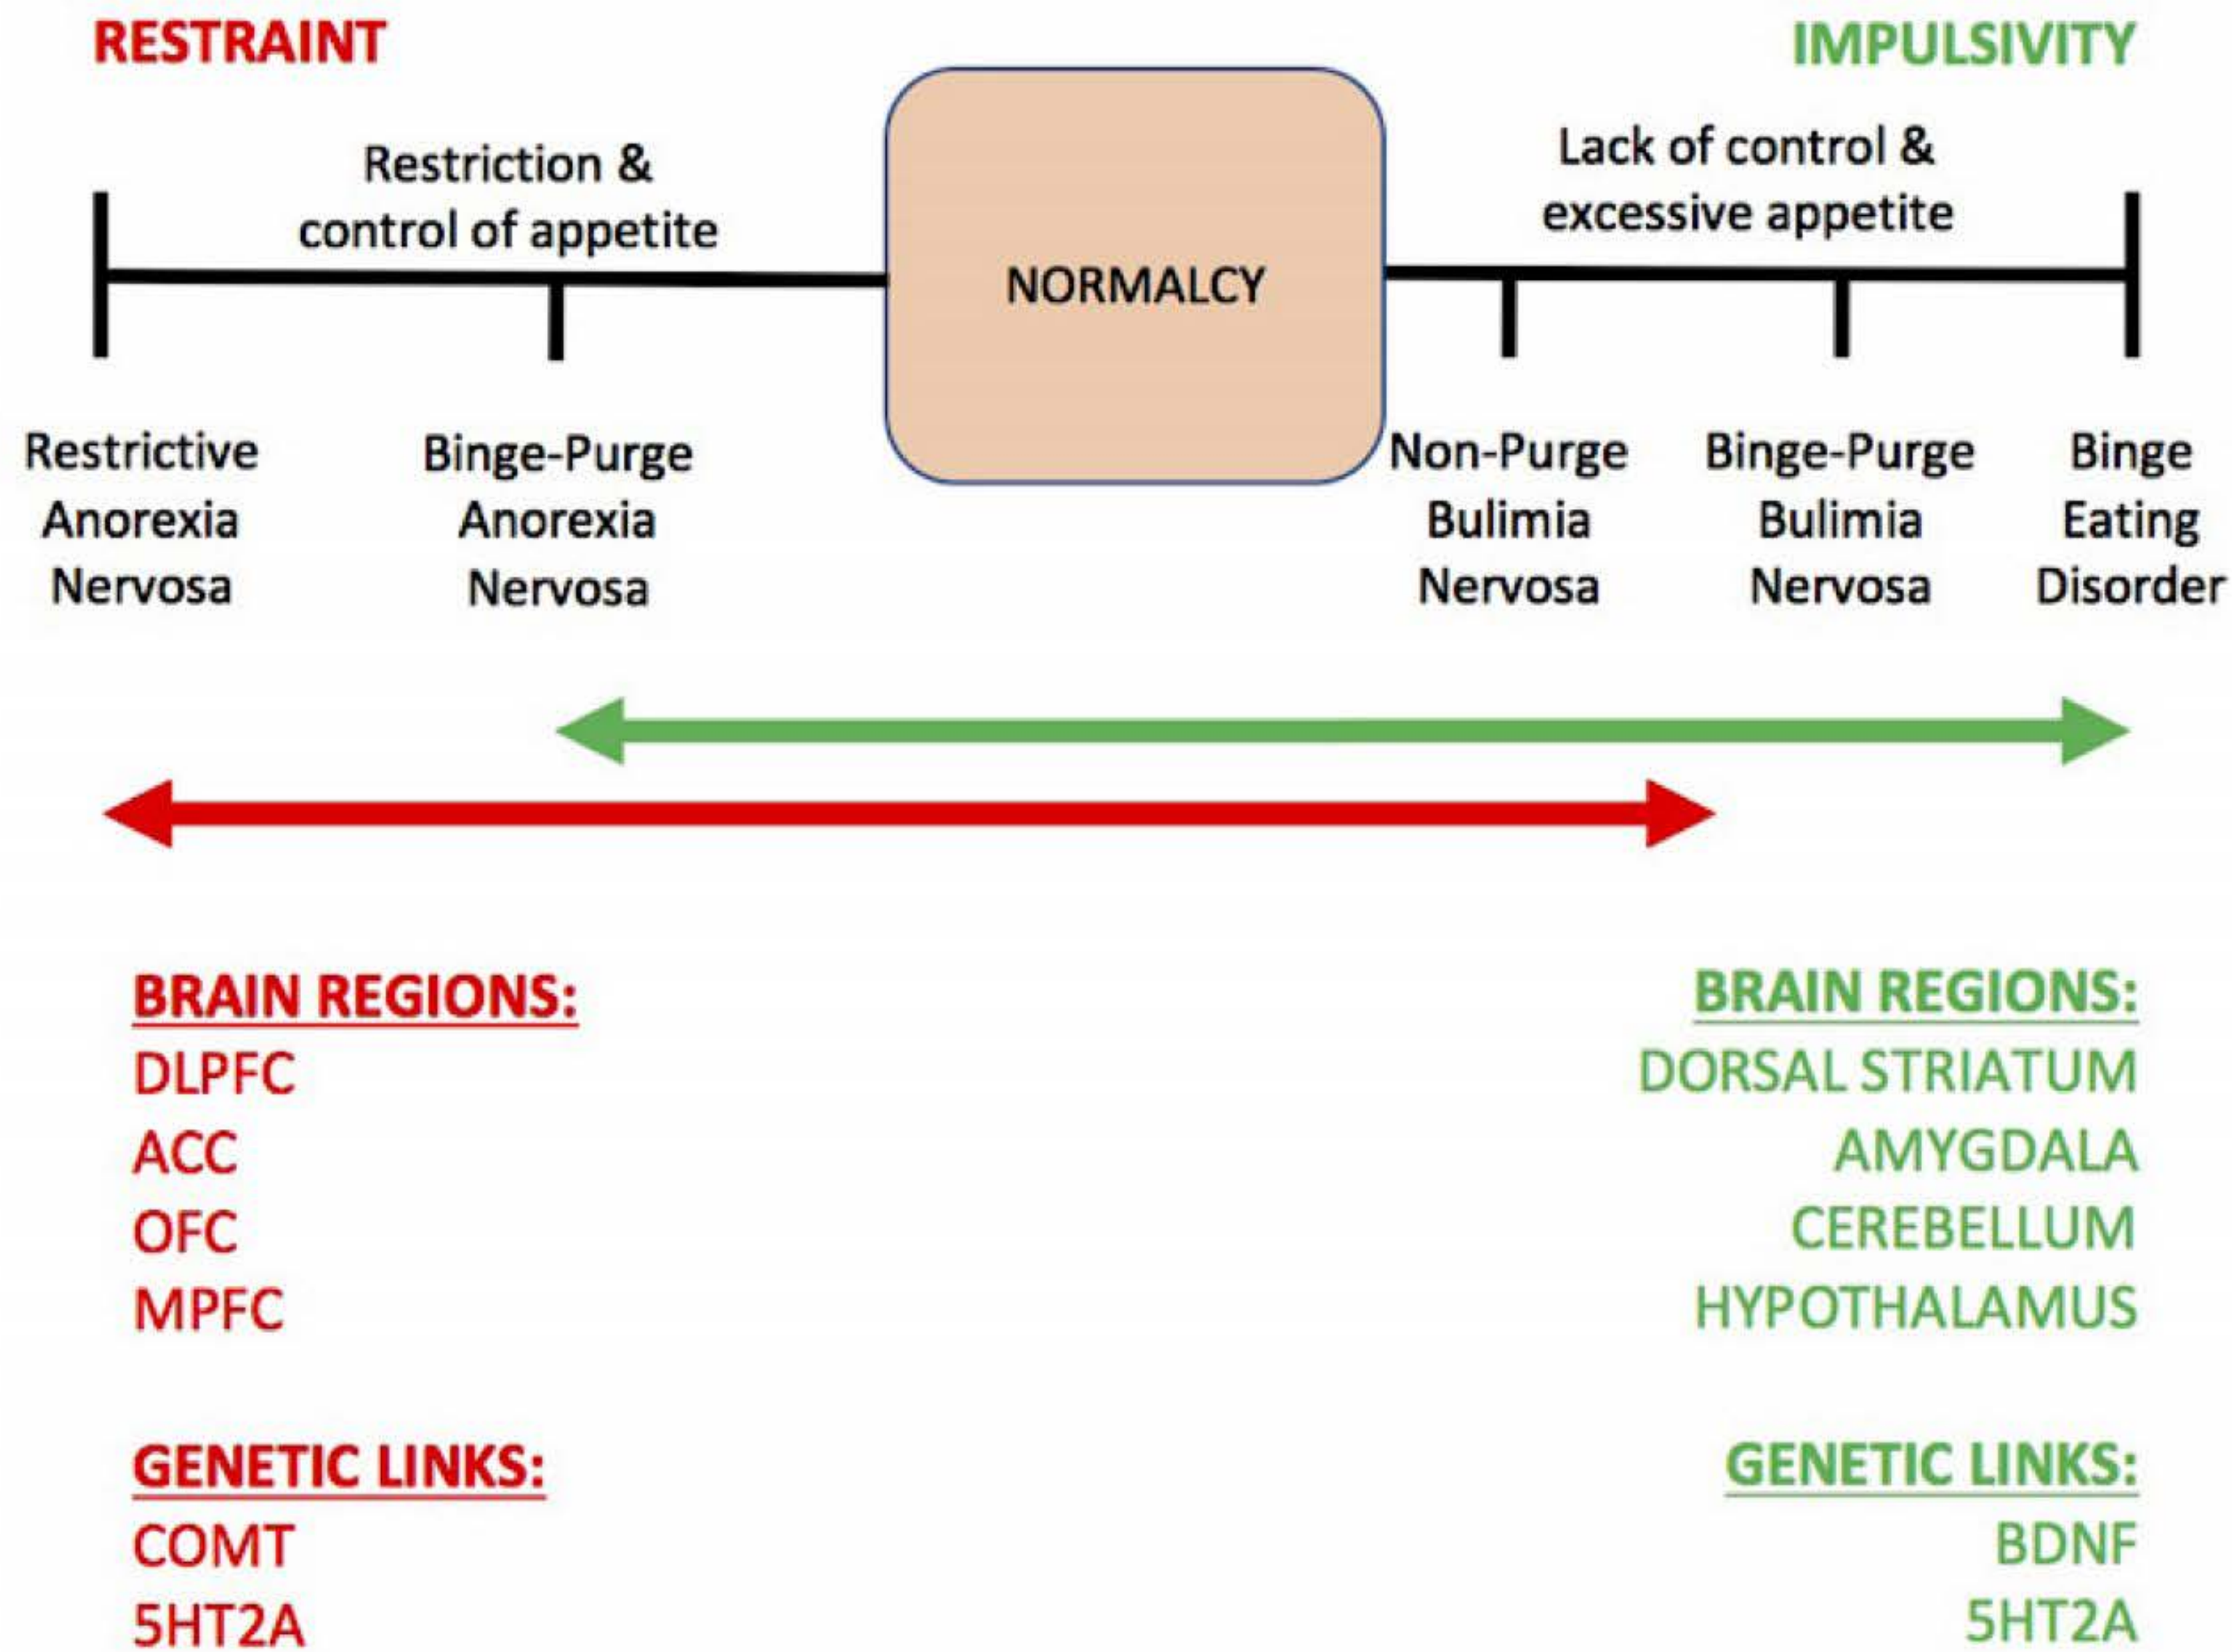 RESTRAINT
IMPULSIVITY
Restriction &
control of appetite
NORMALCY
Lack of control &
excessive appetite
Restrictive
Anorexia
Nervosa
Binge-Purge
Anorexia
Nervosa
Non-Purge
Bulimia
Nervosa
Binge-Purge
Bulimia
Nervosa
Binge
Eating
Disorder
BRAIN REGIONS:
DLPFC
ACC
OFC
MPFC
GENETIC LINKS:
COMT
5HT2A
BRAIN REGIONS:
DORSAL STRIATUM
AMYGDALA
CEREBELLUM
HYPOTHALAMUS
GENETIC LINKS:
BDNF
5HT2A